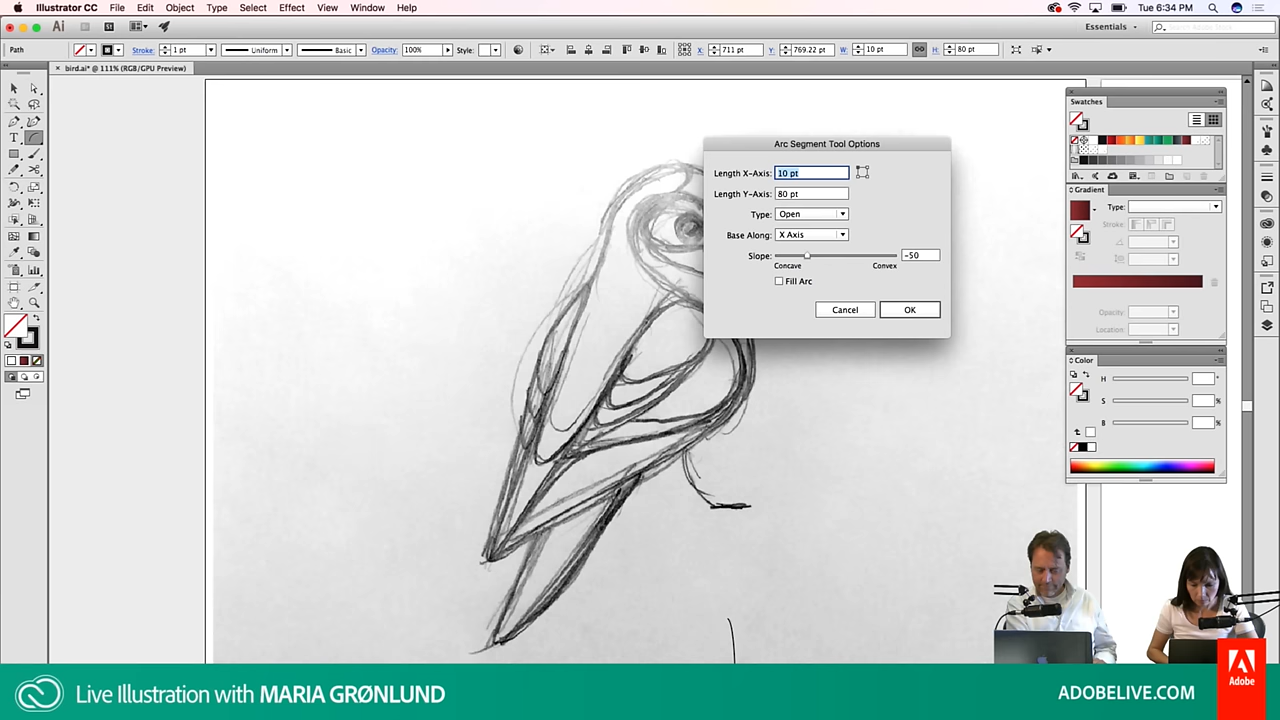 Illustrator CC File Edit Object Type Select Effect View Window Help Tue 6:34 PM
Ai Essentials
Path Stroke: 1 pt Uniform Basic Opacity: 100% Style: X: 711 pt Y: 769.22 pt W: 10 pt H: 80 pt
× bird.ai* @ 111% (RGB/GPU Preview)
Swatches
Arc Segment Tool Options
Length X-Axis: 10 pt
Length Y-Axis: 80 pt
Type: Open
Base Along: X Axis
Slope: -50
Concave Convex
Fill Arc
Cancel OK
Gradient
Type:
Stroke:
Opacity:
Location:
Color
H °
S %
B %
Live Illustration with MARIA GRØNLUND
ADOBELIVE.COM
Adobe